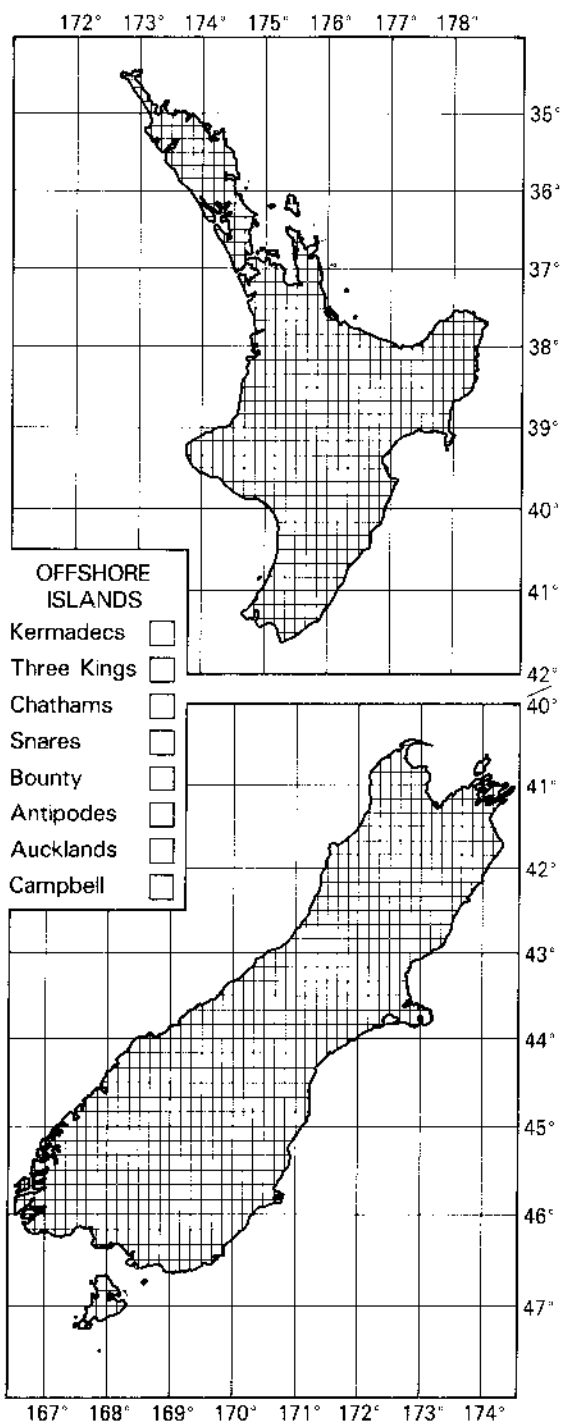 172° 173° 174° 175° 176° 177° 178°
35°
36°
37°
38°
39°
40°
41°
42°
OFFSHORE
ISLANDS
Kermadecs
Three Kings
Chathams
Snares
Bounty
Antipodes
Aucklands
Campbell
40°
41°
42°
43°
44°
45°
46°
47°
167° 168° 169° 170° 171° 172° 173° 174°